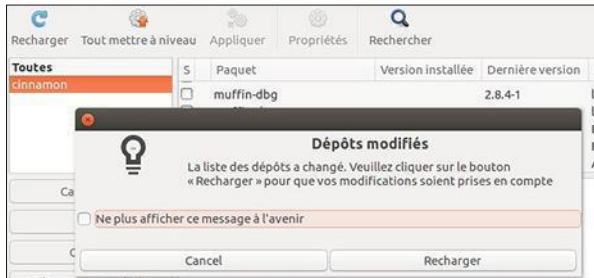 Recharger Tout mettre à niveau Appliquer Propriétés Rechercher
Toutes S Paquet Version installée Dernière version
cinnamon
muffin-dbg 2.8.4-1
Dépôts modifiés
La liste des dépôts a changé. Veuillez cliquer sur le bouton
« Recharger » pour que vos modifications soient prises en compte
Ca
Ne plus afficher ce message à l'avenir
Cancel Recharger